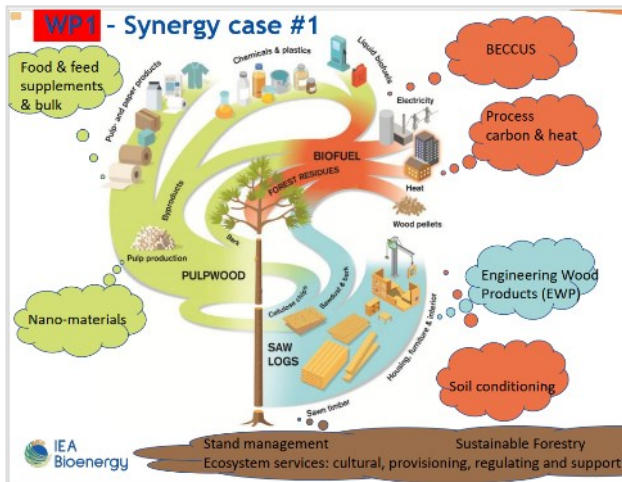 WP1 - Synergy case #1
Food & feed
supplements
& bulk
Pulp- and paper products
Chemicals & plastics
Liquid biofuels
BECCUS
Electricity
Process
carbon & heat
BIOFUEL
FOREST RESIDUES
Heat
Wood pellets
Byproducts
Bark
Pulp production
PULPWOOD
Nano-materials
Cellulose chips
Sawdust & bark
Engineering Wood
Products (EWP)
SAW
LOGS
Housing, furniture & interior
Soil conditioning
Sawn timber
IEA
Bioenergy
Stand management
Sustainable Forestry
Ecosystem services: cultural, provisioning, regulating and support